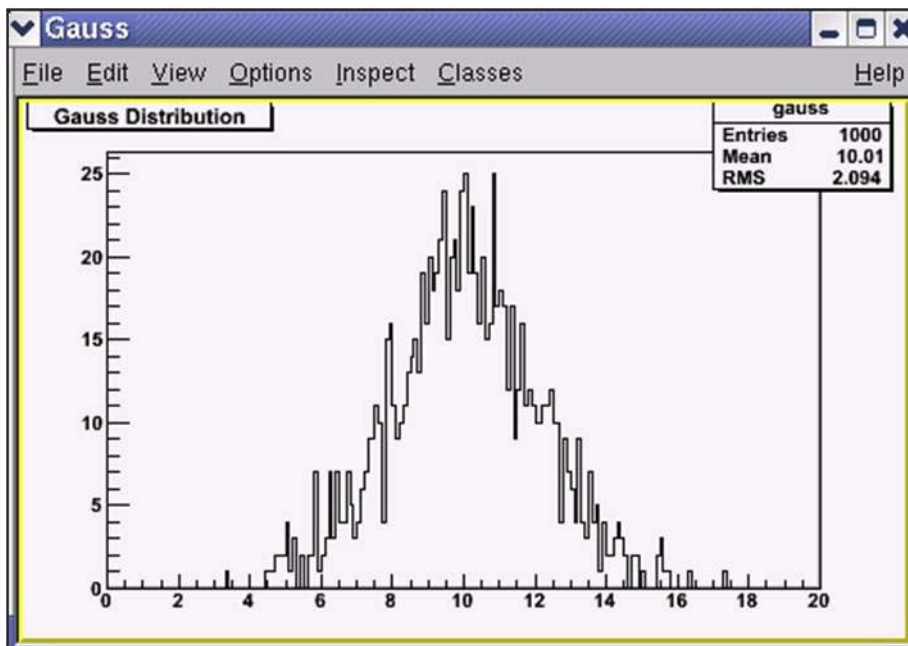 Gauss
File Edit View Options Inspect Classes Help
Gauss Distribution
gauss
Entries 1000
Mean 10.01
RMS 2.094
25
20
15
10
5
0
0 2 4 6 8 10 12 14 16 18 20